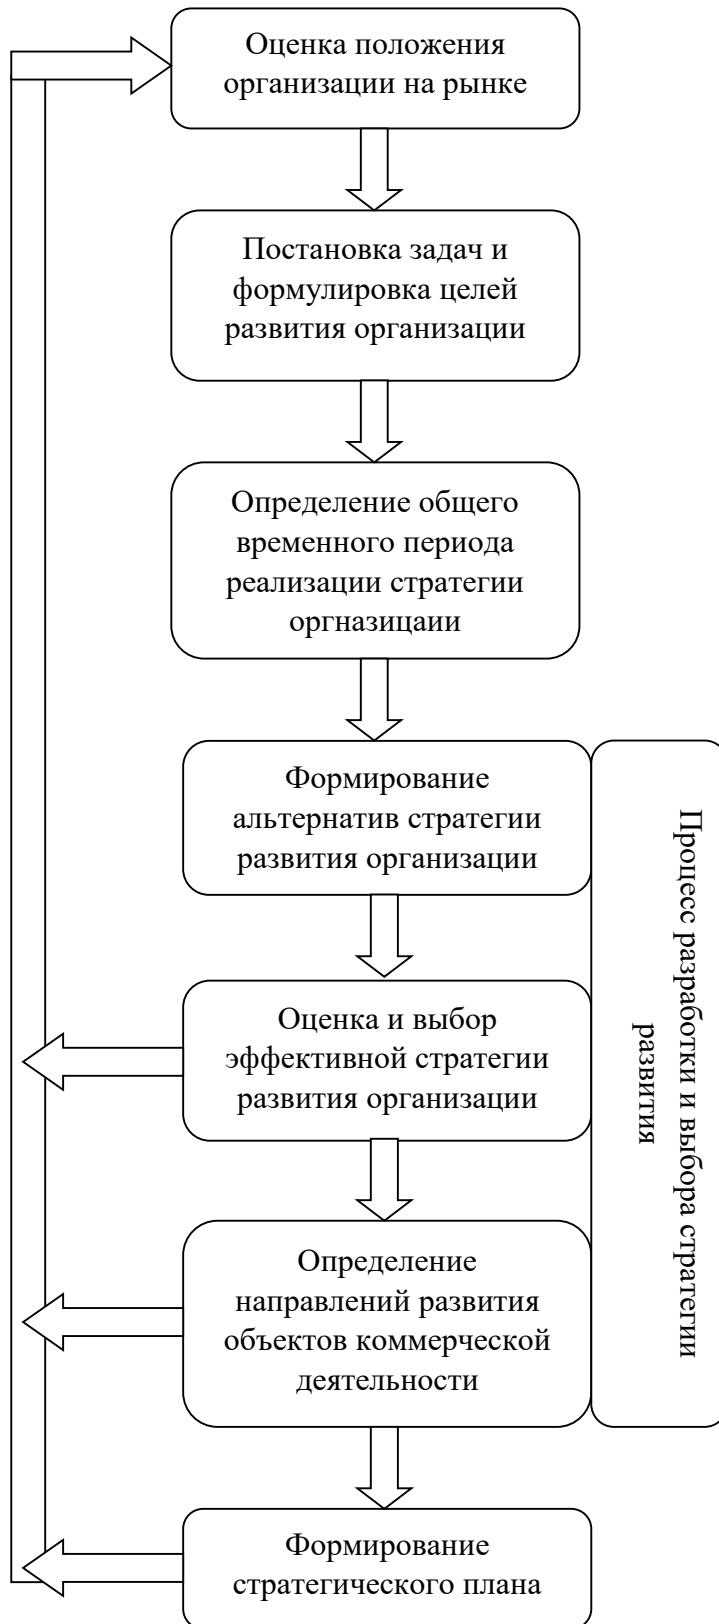 Оценка положения
организации на рынке
Постановка задач и
формулировка целей
развития организации
Определение общего
временного периода
реализации стратегии
оргназицаии
Формирование
альтернатив стратегии
развития организации
Оценка и выбор
эффективной стратегии
развития организации
Определение
направлений развития
объектов коммерческой
деятельности
Формирование
стратегического плана
Процесс разработки и выбора стратегии
развития